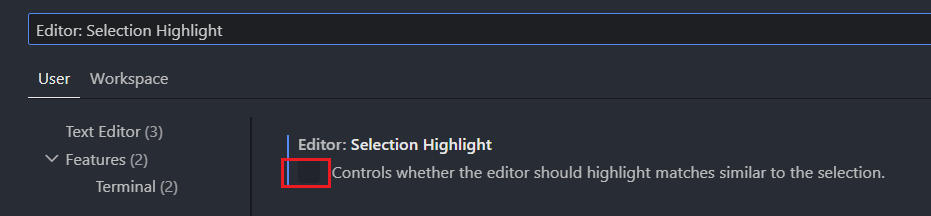 Editor: Selection Highlight
User Workspace
Text Editor (3)
Features (2)
Terminal (2)
Editor: Selection Highlight
Controls whether the editor should highlight matches similar to the selection.